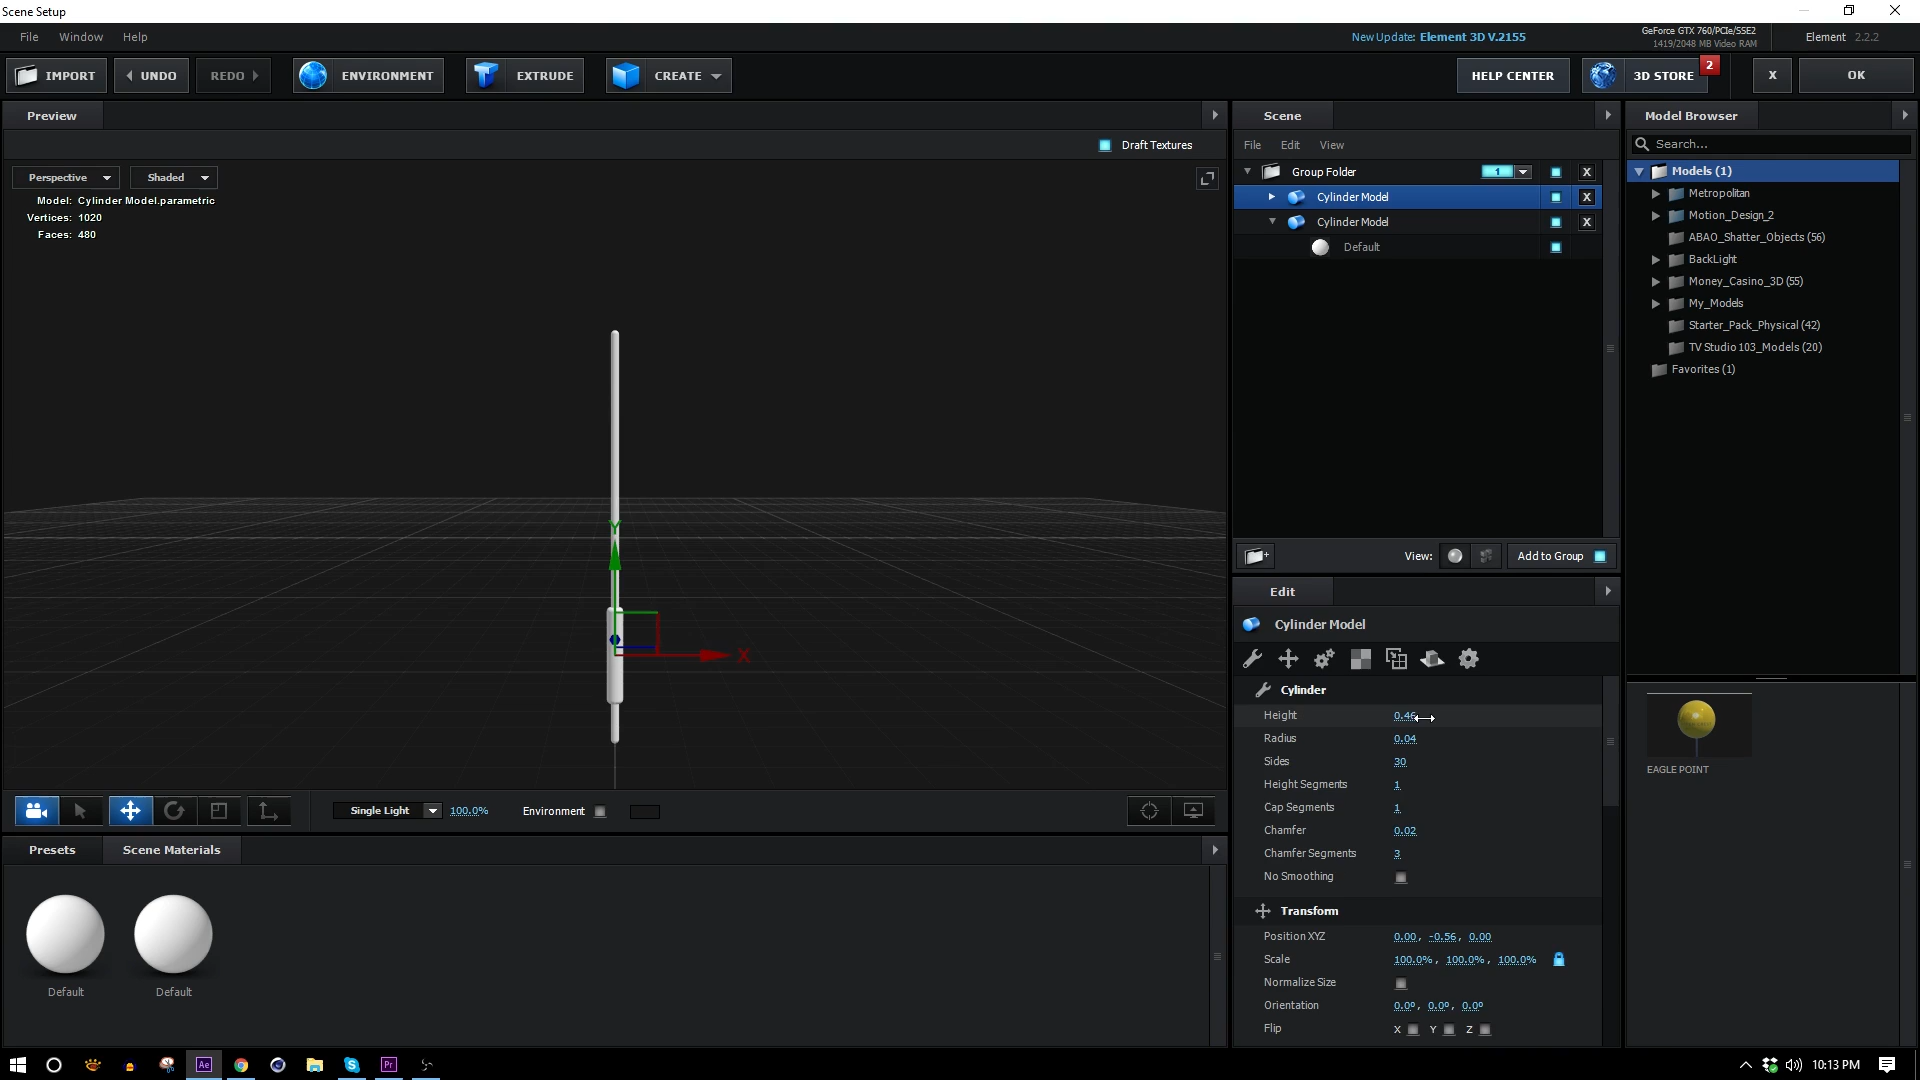 Scene Setup
File Window Help
New Update: Element 3D V.2155
GeForce GTX 760/PCIe/SSE2
1419/2048 MB Video RAM
Element 2.2.2
IMPORT UNDO REDO ENVIRONMENT EXTRUDE CREATE
HELP CENTER 3D STORE 2 X OK
Preview
Draft Textures
Perspective Shaded
Model: Cylinder Model.parametric
Vertices: 1020
Faces: 480
Y
X
Single Light 100.0% Environment
Presets Scene Materials
Default Default
Scene
File Edit View
Group Folder 1 X
Cylinder Model X
Cylinder Model X
Default
View: Add to Group
Edit
Cylinder Model
Cylinder
Height 0.46
Radius 0.04
Sides 30
Height Segments 1
Cap Segments 1
Chamfer 0.02
Chamfer Segments 3
No Smoothing
Transform
Position XYZ 0.00, -0.56, 0.00
Scale 100.0%, 100.0%, 100.0%
Normalize Size
Orientation 0.0º, 0.0º, 0.0º
Flip X Y Z
Model Browser
Search...
Models (1)
Metropolitan
Motion_Design_2
ABAO_Shatter_Objects (56)
BackLight
Money_Casino_3D (55)
My_Models
Starter_Pack_Physical (42)
TV Studio 103_Models (20)
Favorites (1)
EAGLE POINT
Ae Pr
10:13 PM